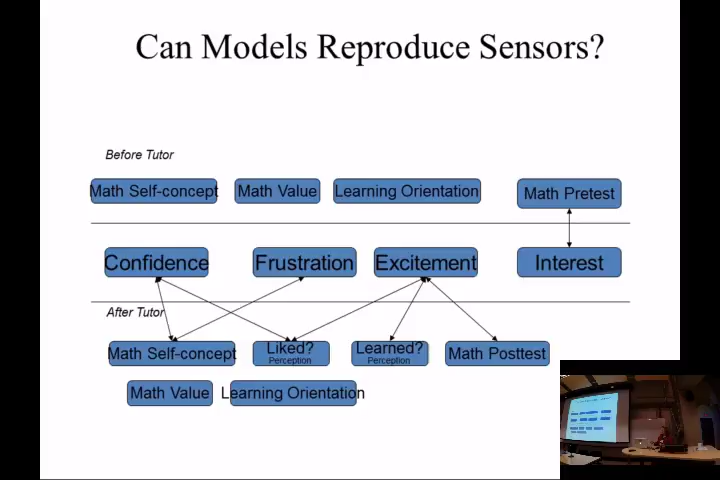 Can Models Reproduce Sensors?
Before Tutor
Math Self-concept
Math Value
Learning Orientation
Math Pretest
Confidence
Frustration
Excitement
Interest
After Tutor
Math Self-concept
Liked?
Perception
Learned?
Perception
Math Posttest
Math Value
Learning Orientation